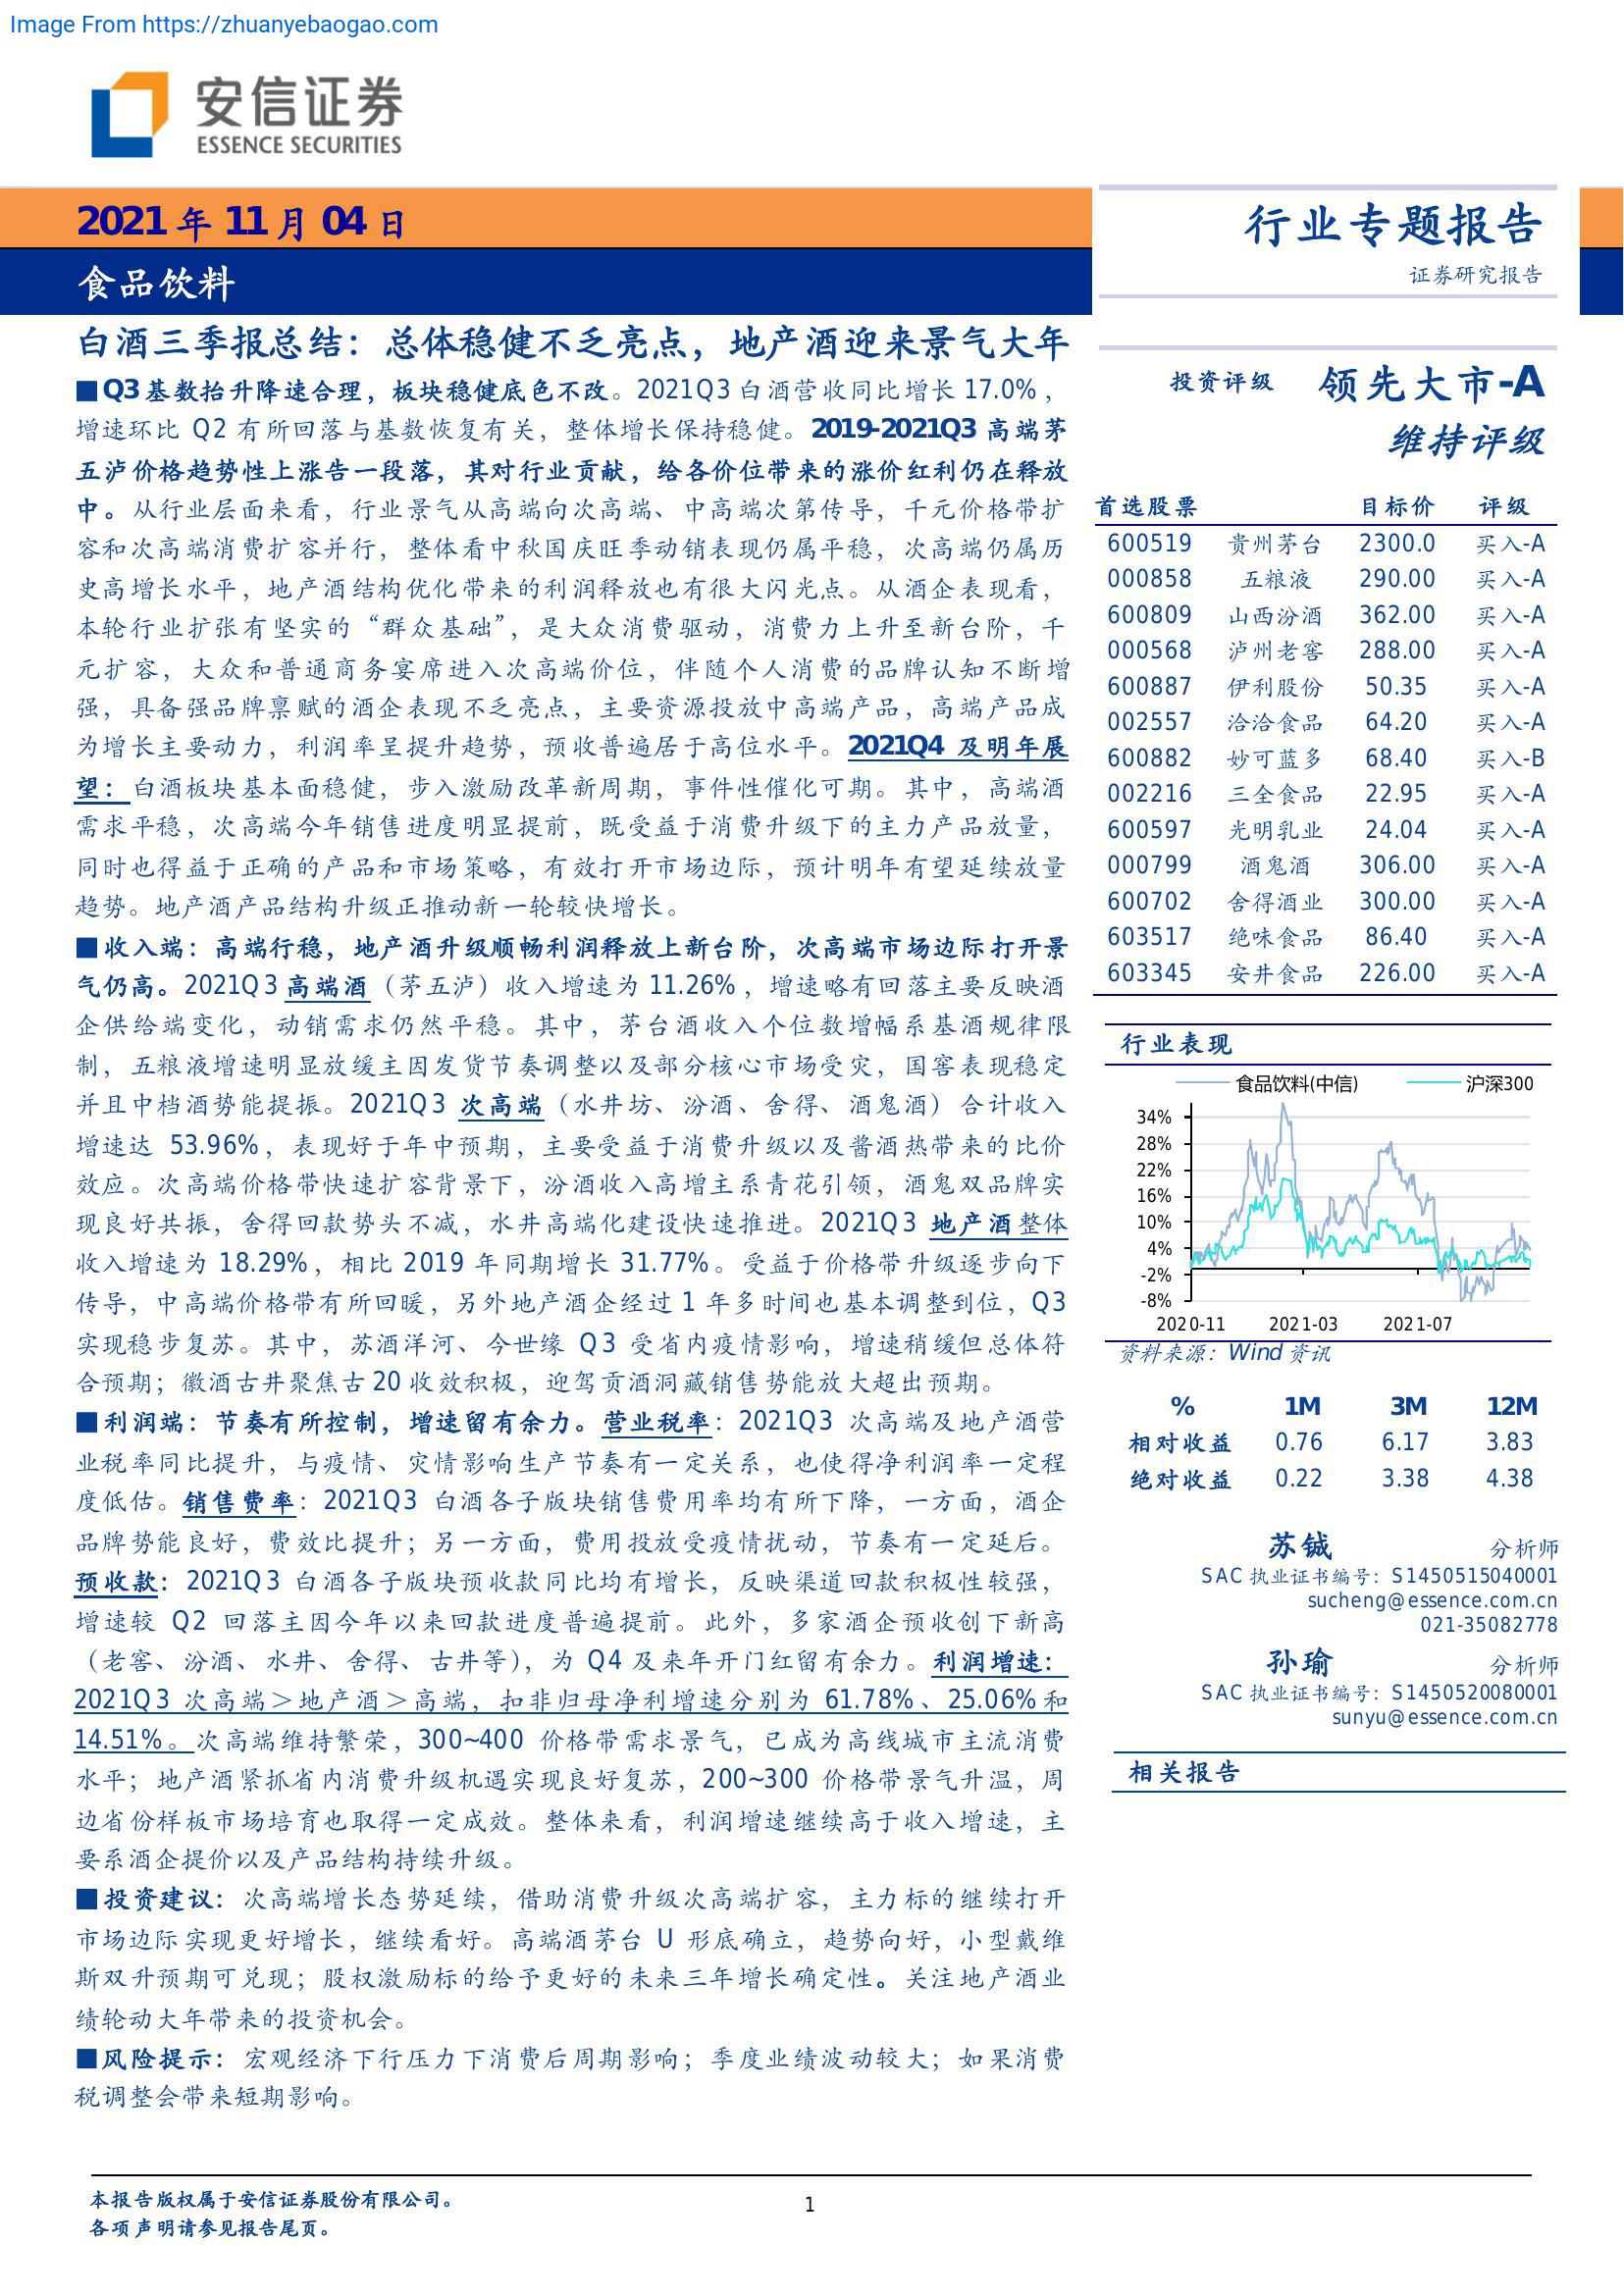 Image From https://zhuanyebaogao.com
安信证券
ESSENCE SECURITIES
2021 年 11 月 04 日
食品饮料
行业专题报告
证券研究报告
白酒三季报总结：总体稳健不乏亮点，地产酒迎来景气大年
■Q3 基数抬升降速合理，板块稳健底色不改。2021Q3 白酒营收同比增长 17.0%，
增速环比 Q2 有所回落与基数恢复有关，整体增长保持稳健。2019-2021Q3 高端茅
五泸价格趋势性上涨告一段落，其对行业贡献，给各价位带来的涨价红利仍在释放
中。从行业层面来看，行业景气从高端向次高端、中高端次第传导，千元价格带扩
容和次高端消费扩容并行，整体看中秋国庆旺季动销表现仍属平稳，次高端仍属历
史高增长水平，地产酒结构优化带来的利润释放也有很大闪光点。从酒企表现看，
本轮行业扩张有坚实的“群众基础”，是大众消费驱动，消费力上升至新台阶，千
元扩容，大众和普通商务宴席进入次高端价位，伴随个人消费的品牌认知不断增
强，具备强品牌禀赋的酒企表现不乏亮点，主要资源投放中高端产品，高端产品成
为增长主要动力，利润率呈提升趋势，预收普遍居于高位水平。2021Q4 及明年展
望：白酒板块基本面稳健，步入激励改革新周期，事件性催化可期。其中，高端酒
需求平稳，次高端今年销售进度明显提前，既受益于消费升级下的主力产品放量，
同时也得益于正确的产品和市场策略，有效打开市场边际，预计明年有望延续放量
趋势。地产酒产品结构升级正推动新一轮较快增长。
■收入端：高端行稳，地产酒升级顺畅利润释放上新台阶，次高端市场边际打开景
气仍高。2021Q3 高端酒（茅五泸）收入增速为 11.26%，增速略有回落主要反映酒
企供给端变化，动销需求仍然平稳。其中，茅台酒收入个位数增幅系基酒规律限
制，五粮液增速明显放缓主因发货节奏调整以及部分核心市场受灾，国窖表现稳定
并且中档酒势能提振。2021Q3 次高端（水井坊、汾酒、舍得、酒鬼酒）合计收入
增速达 53.96%，表现好于年中预期，主要受益于消费升级以及酱酒热带来的比价
效应。次高端价格带快速扩容背景下，汾酒收入高增主系青花引领，酒鬼双品牌实
现良好共振，舍得回款势头不减，水井高端化建设快速推进。2021Q3 地产酒整体
收入增速为 18.29%，相比 2019 年同期增长 31.77%。受益于价格带升级逐步向下
传导，中高端价格带有所回暖，另外地产酒企经过 1 年多时间也基本调整到位，Q3
实现稳步复苏。其中，苏酒洋河、今世缘 Q3 受省内疫情影响，增速稍缓但总体符
合预期；徽酒古井聚焦古 20 收效积极，迎驾贡酒洞藏销售势能放大超出预期。
■利润端：节奏有所控制，增速留有余力。营业税率：2021Q3 次高端及地产酒营
业税率同比提升，与疫情、灾情影响生产节奏有一定关系，也使得净利润率一定程
度低估。销售费率：2021Q3 白酒各子版块销售费用率均有所下降，一方面，酒企
品牌势能良好，费效比提升；另一方面，费用投放受疫情扰动，节奏有一定延后。
预收款：2021Q3 白酒各子版块预收款同比均有增长，反映渠道回款积极性较强，
增速较 Q2 回落主因今年以来回款进度普遍提前。此外，多家酒企预收创下新高
（老窖、汾酒、水井、舍得、古井等），为 Q4 及来年开门红留有余力。利润增速：
2021Q3 次高端＞地产酒＞高端，扣非归母净利增速分别为 61.78%、25.06%和
14.51%。次高端维持繁荣，300~400 价格带需求景气，已成为高线城市主流消费
水平；地产酒紧抓省内消费升级机遇实现良好复苏，200~300 价格带景气升温，周
边省份样板市场培育也取得一定成效。整体来看，利润增速继续高于收入增速，主
要系酒企提价以及产品结构持续升级。
■投资建议：次高端增长态势延续，借助消费升级次高端扩容，主力标的继续打开
市场边际实现更好增长，继续看好。高端酒茅台 U 形底确立，趋势向好，小型戴维
斯双升预期可兑现；股权激励标的给予更好的未来三年增长确定性。关注地产酒业
绩轮动大年带来的投资机会。
■风险提示：宏观经济下行压力下消费后周期影响；季度业绩波动较大；如果消费
税调整会带来短期影响。
投资评级 领先大市-A
维持评级
首选股票 目标价 评级
600519 贵州茅台 2300.0 买入-A
000858 五粮液 290.00 买入-A
600809 山西汾酒 362.00 买入-A
000568 泸州老窖 288.00 买入-A
600887 伊利股份 50.35 买入-A
002557 洽洽食品 64.20 买入-A
600882 妙可蓝多 68.40 买入-B
002216 三全食品 22.95 买入-A
600597 光明乳业 24.04 买入-A
000799 酒鬼酒 306.00 买入-A
600702 舍得酒业 300.00 买入-A
603517 绝味食品 86.40 买入-A
603345 安井食品 226.00 买入-A
行业表现
食品饮料(中信) 沪深300
34%
28%
22%
16%
10%
4%
-2%
-8%
2020-11 2021-03 2021-07
资料来源：Wind 资讯
% 1M 3M 12M
相对收益 0.76 6.17 3.83
绝对收益 0.22 3.38 4.38
苏铖 分析师
SAC 执业证书编号：S1450515040001
sucheng@essence.com.cn
021-35082778
孙瑜 分析师
SAC 执业证书编号：S1450520080001
sunyu@essence.com.cn
相关报告
本报告版权属于安信证券股份有限公司。
各项声明请参见报告尾页。
1